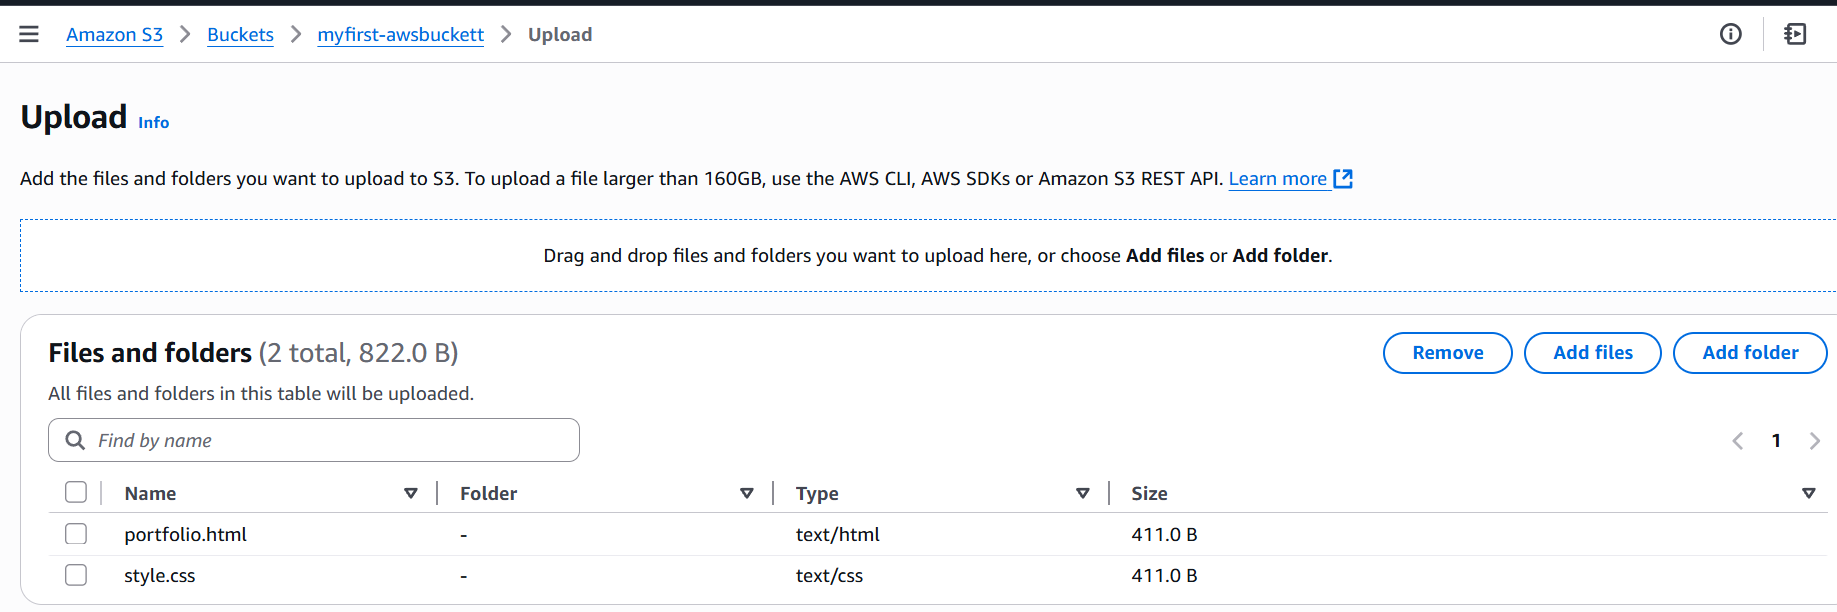 Amazon S3 > Buckets > myfirst-awsbuckett > Upload
Upload Info
Add the files and folders you want to upload to S3. To upload a file larger than 160GB, use the AWS CLI, AWS SDKs or Amazon S3 REST API. Learn more
Drag and drop files and folders you want to upload here, or choose Add files or Add folder.
Files and folders (2 total, 822.0 B)
Remove Add files Add folder
All files and folders in this table will be uploaded.
Find by name
1
Name Folder Type Size
portfolio.html - text/html 411.0 B
style.css - text/css 411.0 B